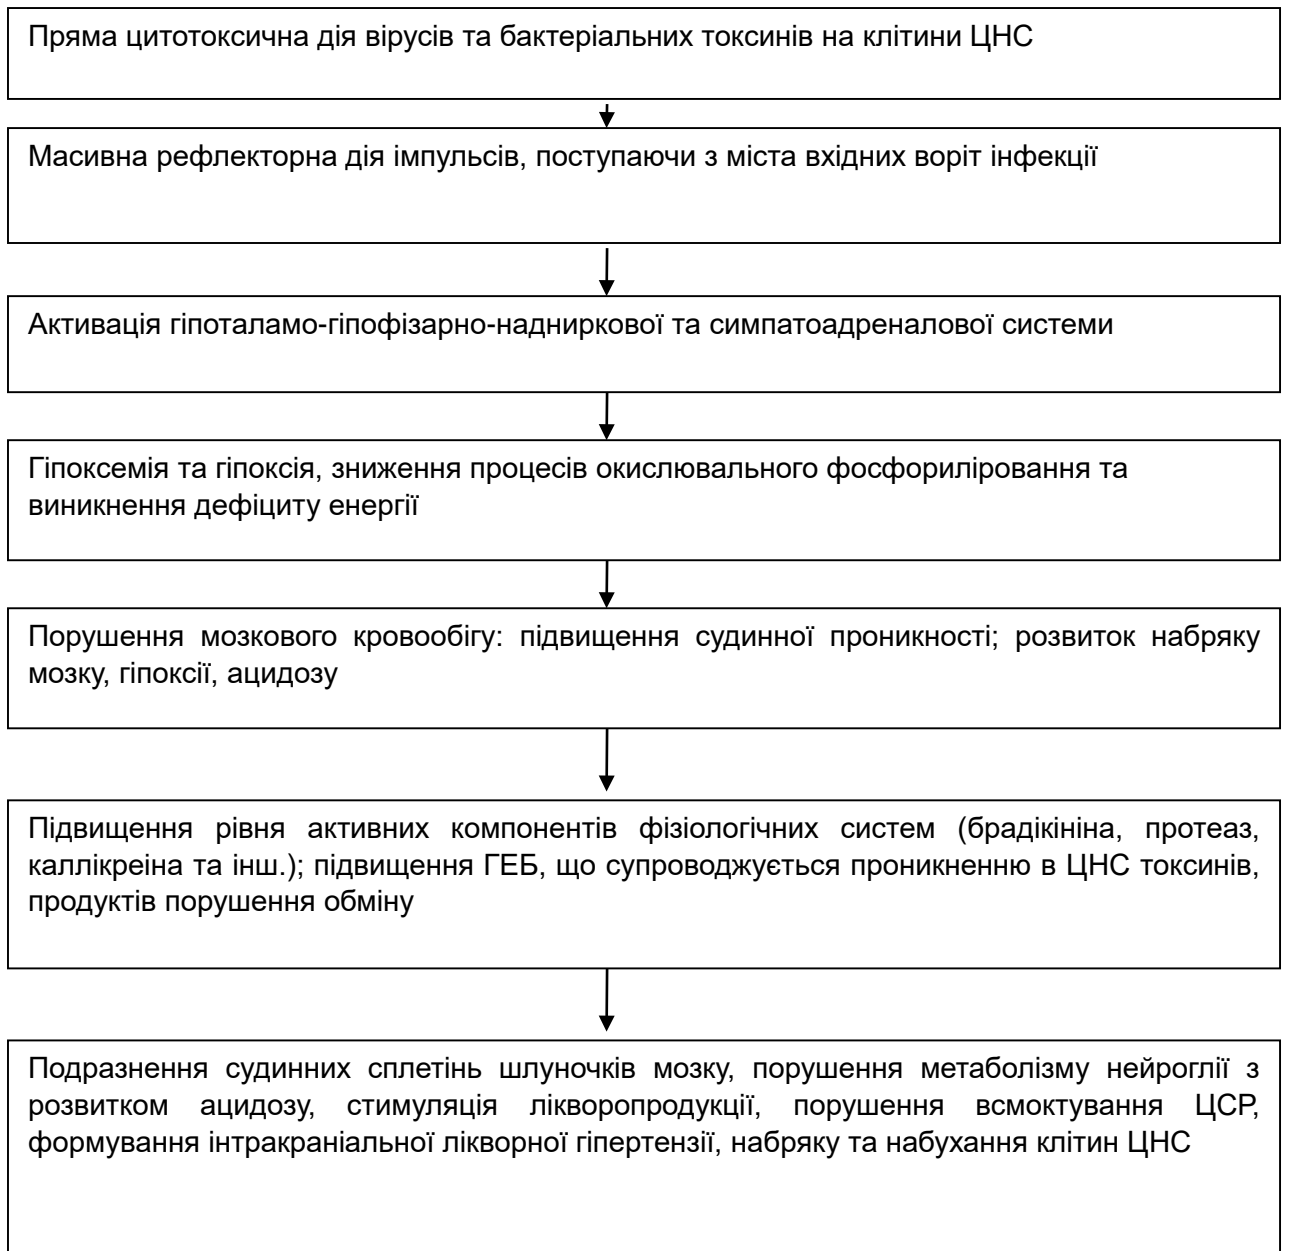 Пряма цитотоксична дія вірусів та бактеріальних токсинів на клітини ЦНС
Масивна рефлекторна дія імпульсів, поступаючи з міста вхідних воріт інфекції
Активація гіпоталамо-гіпофізарно-надниркової та симпатоадреналової системи
Гіпоксемія та гіпоксія, зниження процесів окислювального фосфориліровання та
виникнення дефіциту енергії
Порушення мозкового кровообігу: підвищення судинної проникності; розвиток набряку
мозку, гіпоксії, ацидозу
Підвищення рівня активних компонентів фізіологічних систем (брадікініна, протеаз,
каллікреіна та інш.); підвищення ГЕБ, що супроводжується проникненню в ЦНС токсинів,
продуктів порушення обміну
Подразнення судинних сплетінь шлуночків мозку, порушення метаболізму нейроглії з
розвитком ацидозу, стимуляція ліквоpопродукції, порушення всмоктування ЦСР,
формування інтракраніальної лікворної гіпертензії, набряку та набухання клітин ЦНС